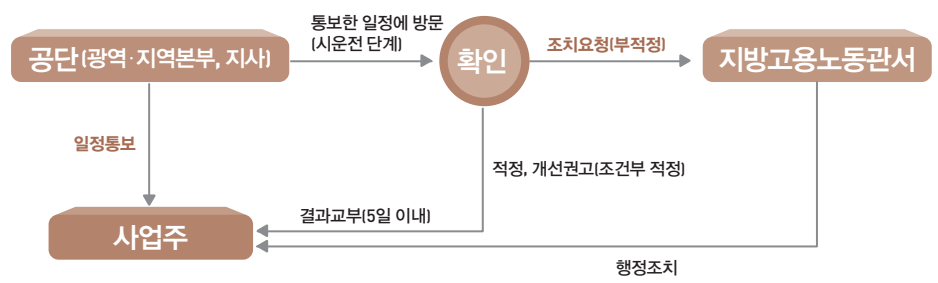 통보한 일정에 방문
(시운전 단계)
공단(광역·지역본부, 지사)
확인
조치요청(부적정)
지방고용노동관서
일정통보
적정, 개선권고(조건부 적정)
결과교부(5일 이내)
사업주
행정조치